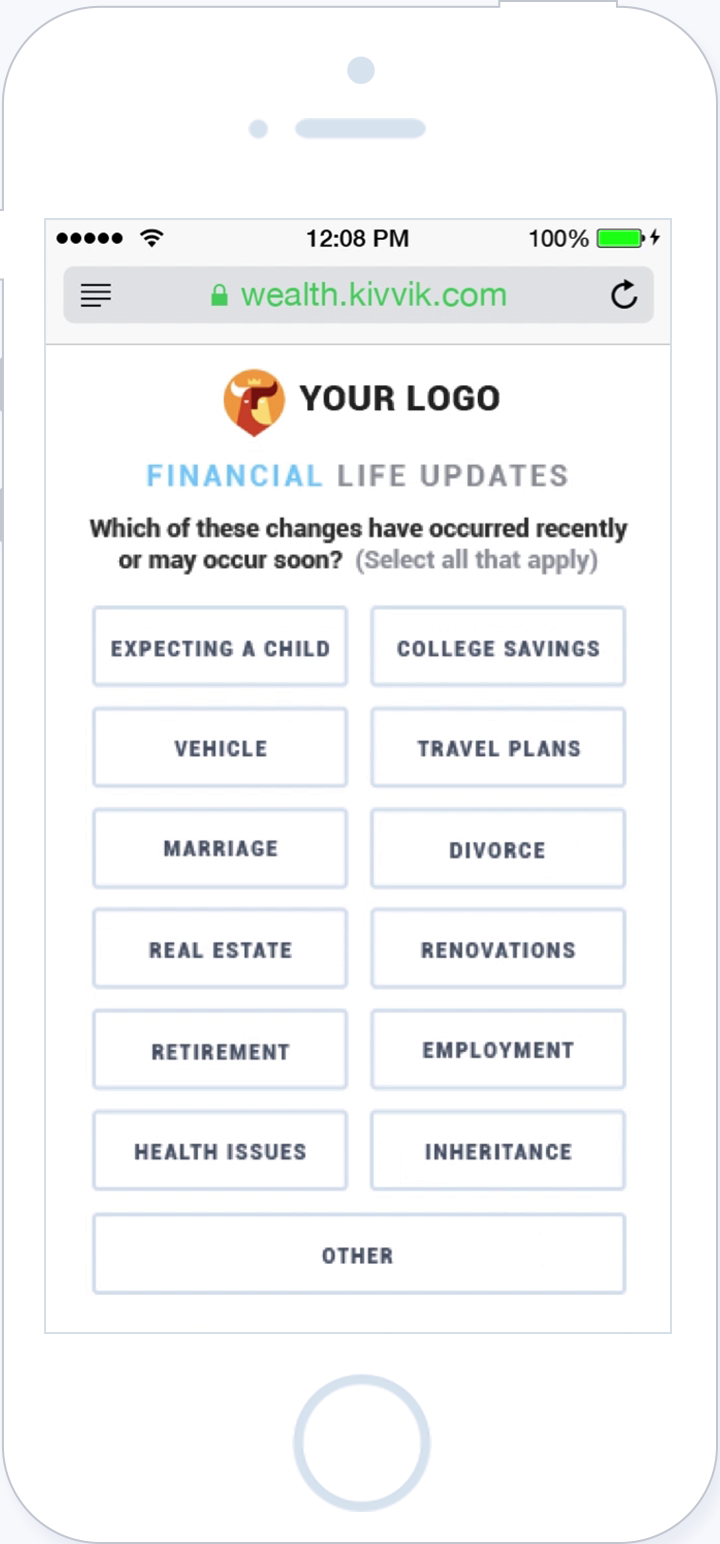 12:08 PM 100%
wealth.kivvik.com
YOUR LOGO
FINANCIAL LIFE UPDATES
Which of these changes have occurred recently
or may occur soon? (Select all that apply)
EXPECTING A CHILD
COLLEGE SAVINGS
VEHICLE
TRAVEL PLANS
MARRIAGE
DIVORCE
REAL ESTATE
RENOVATIONS
RETIREMENT
EMPLOYMENT
HEALTH ISSUES
INHERITANCE
OTHER